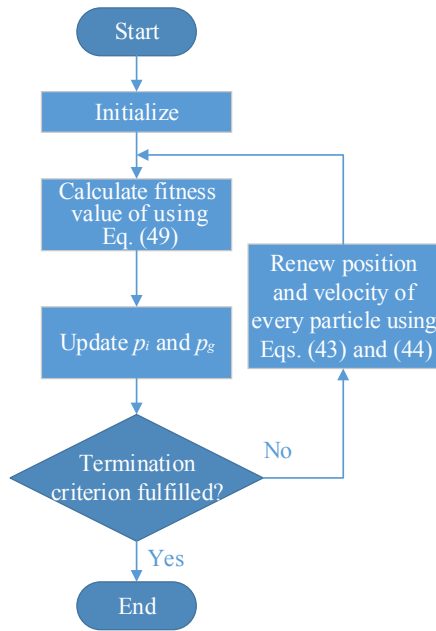 Start
Initialize
Calculate fitness
value of using
Eq. (49)
Renew position
and velocity of
every particle using
Eqs. (43) and (44)
Update pi and pg
No
Termination
criterion fulfilled?
Yes
End